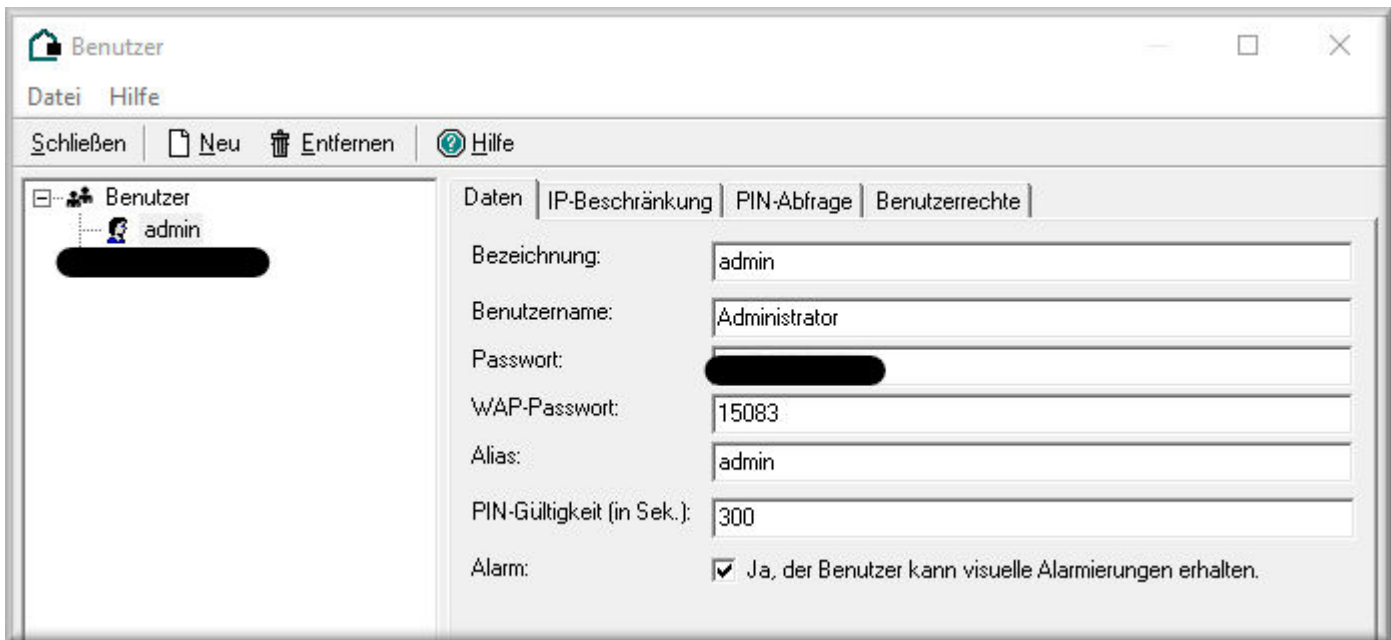 Benutzer
Datei Hilfe
Schließen Neu Entfernen Hilfe
Benutzer
admin
Daten IP-Beschränkung PIN-Abfrage Benutzerrechte
Bezeichnung: admin
Benutzername: Administrator
Passwort:
WAP-Passwort: 15083
Alias: admin
PIN-Gültigkeit (in Sek.): 300
Alarm: Ja, der Benutzer kann visuelle Alarmierungen erhalten.